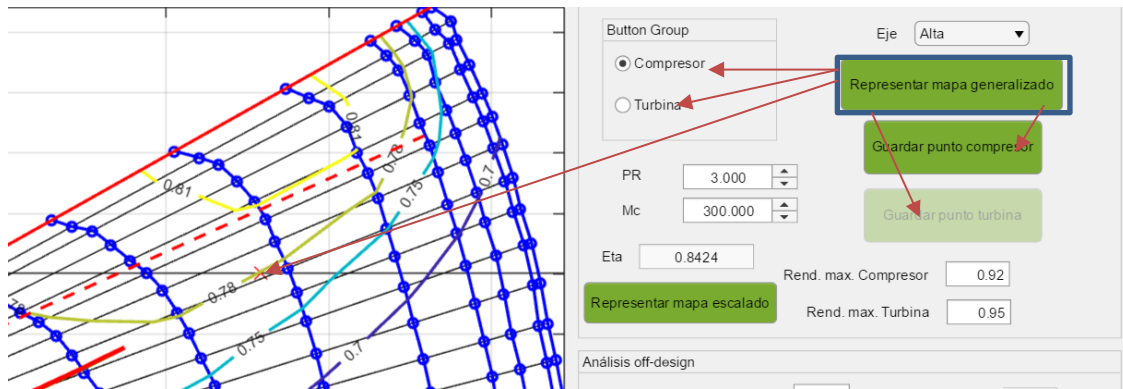 0.81
0.81
0.78
0.75
0.7
0.78
0.75
0.7
Button Group
Compresor
Turbina
Eje Alta
Representar mapa generalizado
Guardar punto compresor
Guardar punto turbina
PR 3.000
Mc 300.000
Eta 0.8424
Representar mapa escalado
Rend. max. Compresor 0.92
Rend. max. Turbina 0.95
Análisis off-design